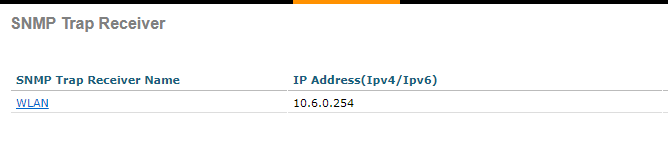 SNMP Trap Receiver
SNMP Trap Receiver Name IP Address(Ipv4/Ipv6)
WLAN 10.6.0.254